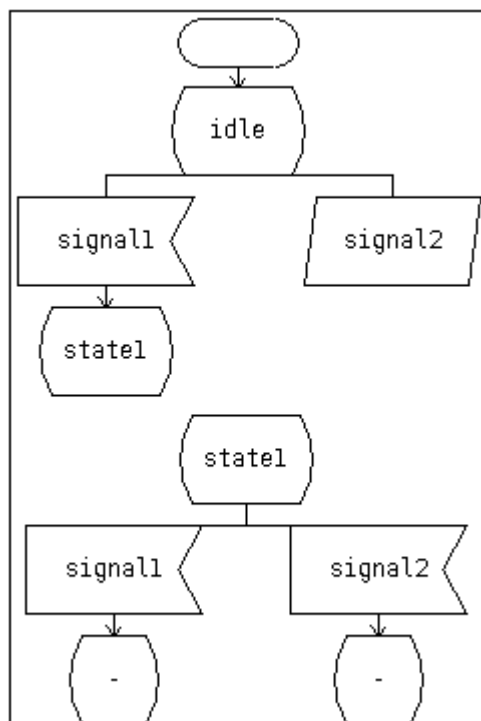 idle
signal1
signal2
state1
state1
signal1
signal2
-
-